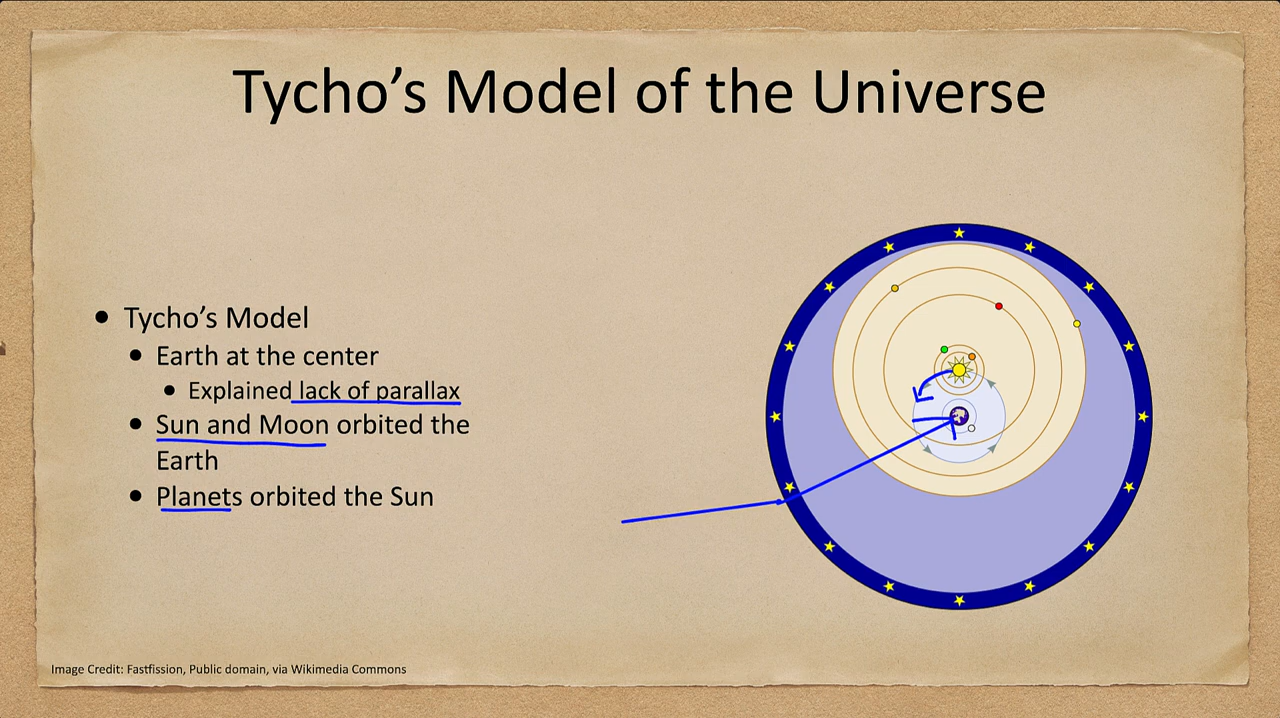 Tycho's Model of the Universe
Tycho's Model
Earth at the center
Explained lack of parallax
Sun and Moon orbited the
Earth
Planets orbited the Sun
Image Credit: Fastfission, Public domain, via Wikimedia Commons